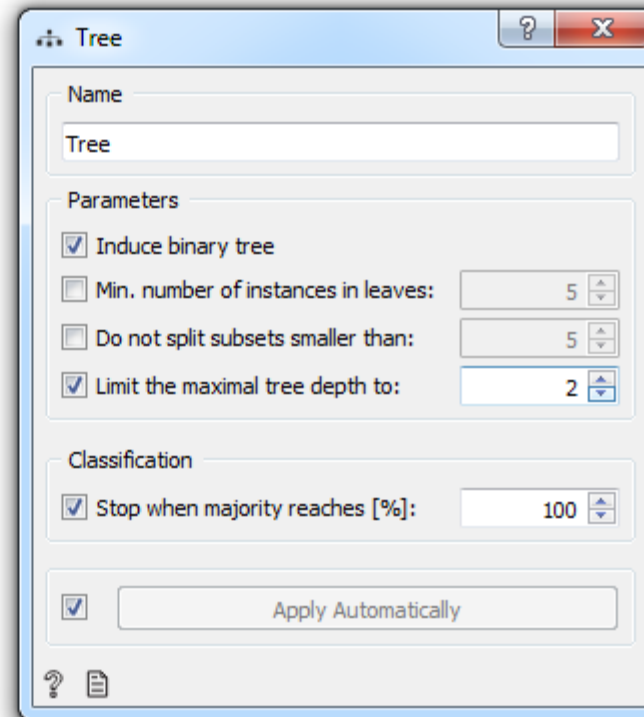 Tree
Name
Tree
Parameters
Induce binary tree
Min. number of instances in leaves: 5
Do not split subsets smaller than: 5
Limit the maximal tree depth to: 2
Classification
Stop when majority reaches [%]: 100
Apply Automatically